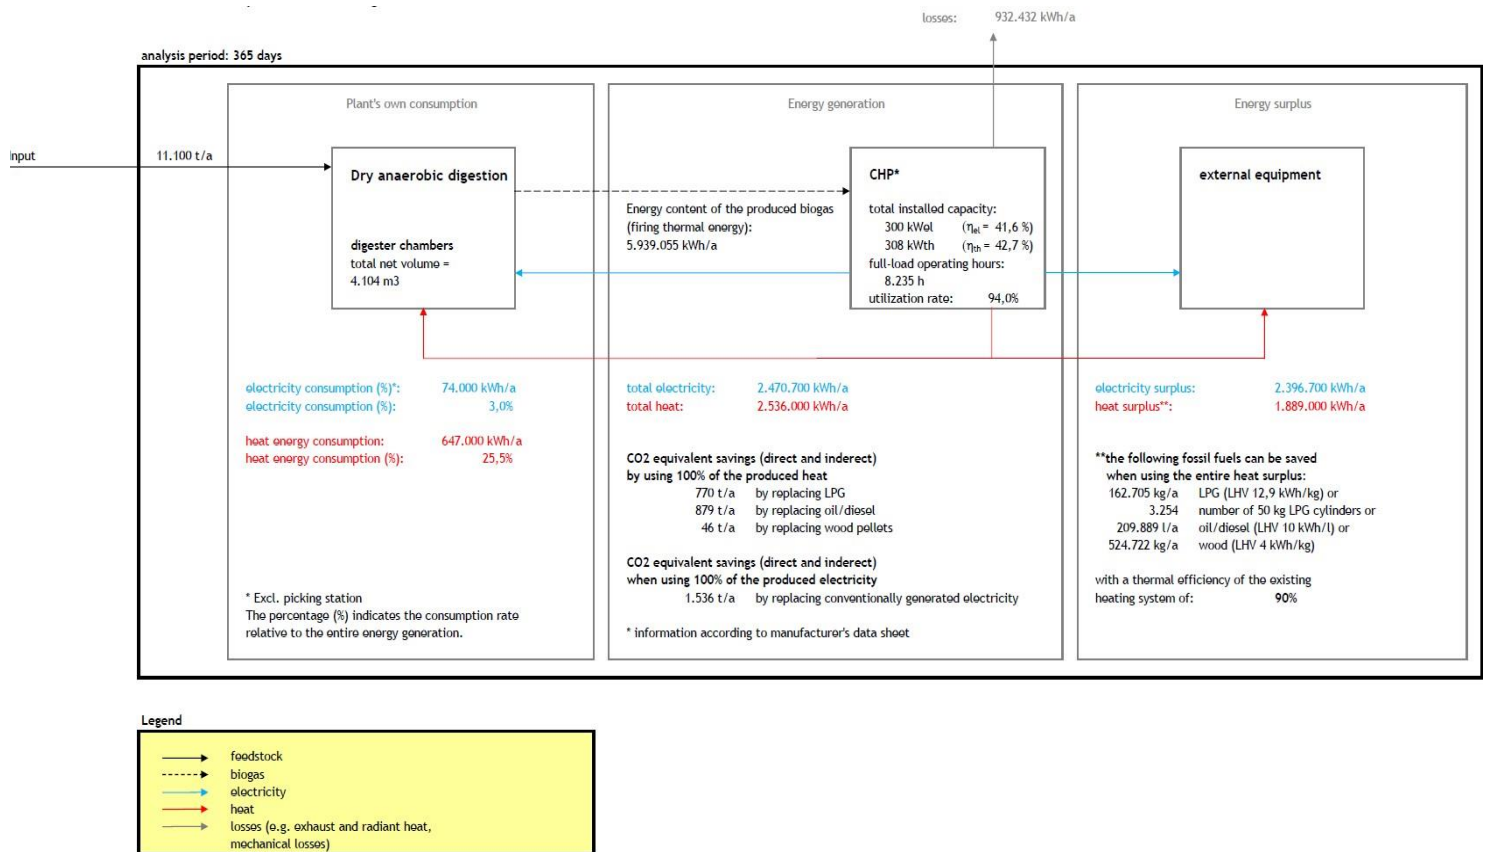 losses: 932.432 kWh/a
analysis period: 365 days
Plant's own consumption
Energy generation
Energy surplus
Input
11.100 t/a
Dry anaerobic digestion
digester chambers
total net volume =
4.104 m3
Energy content of the produced biogas
(firing thermal energy):
5.939.055 kWh/a
CHP*
total installed capacity:
300 kWel (ηel = 41,6 %)
308 kWth (ηth = 42,7 %)
full-load operating hours:
8.235 h
utilization rate: 94,0%
external equipment
electricity consumption (%)*: 74.000 kWh/a
electricity consumption (%): 3,0%
heat energy consumption: 647.000 kWh/a
heat energy consumption (%): 25,5%
* Excl. picking station
The percentage (%) indicates the consumption rate
relative to the entire energy generation.
total electricity: 2.470.700 kWh/a
total heat: 2.536.000 kWh/a
CO2 equivalent savings (direct and inderect)
by using 100% of the produced heat
770 t/a by replacing LPG
879 t/a by replacing oil/diesel
46 t/a by replacing wood pellets
CO2 equivalent savings (direct and inderect)
when using 100% of the produced electricity
1.536 t/a by replacing conventionally generated electricity
* information according to manufacturer's data sheet
electricity surplus: 2.396.700 kWh/a
heat surplus**: 1.889.000 kWh/a
**the following fossil fuels can be saved
when using the entire heat surplus:
162.705 kg/a LPG (LHV 12,9 kWh/kg) or
3.254 number of 50 kg LPG cylinders or
209.889 l/a oil/diesel (LHV 10 kWh/l) or
524.722 kg/a wood (LHV 4 kWh/kg)
with a thermal efficiency of the existing
heating system of: 90%
Legend
feedstock
biogas
electricity
heat
losses (e.g. exhaust and radiant heat,
mechanical losses)